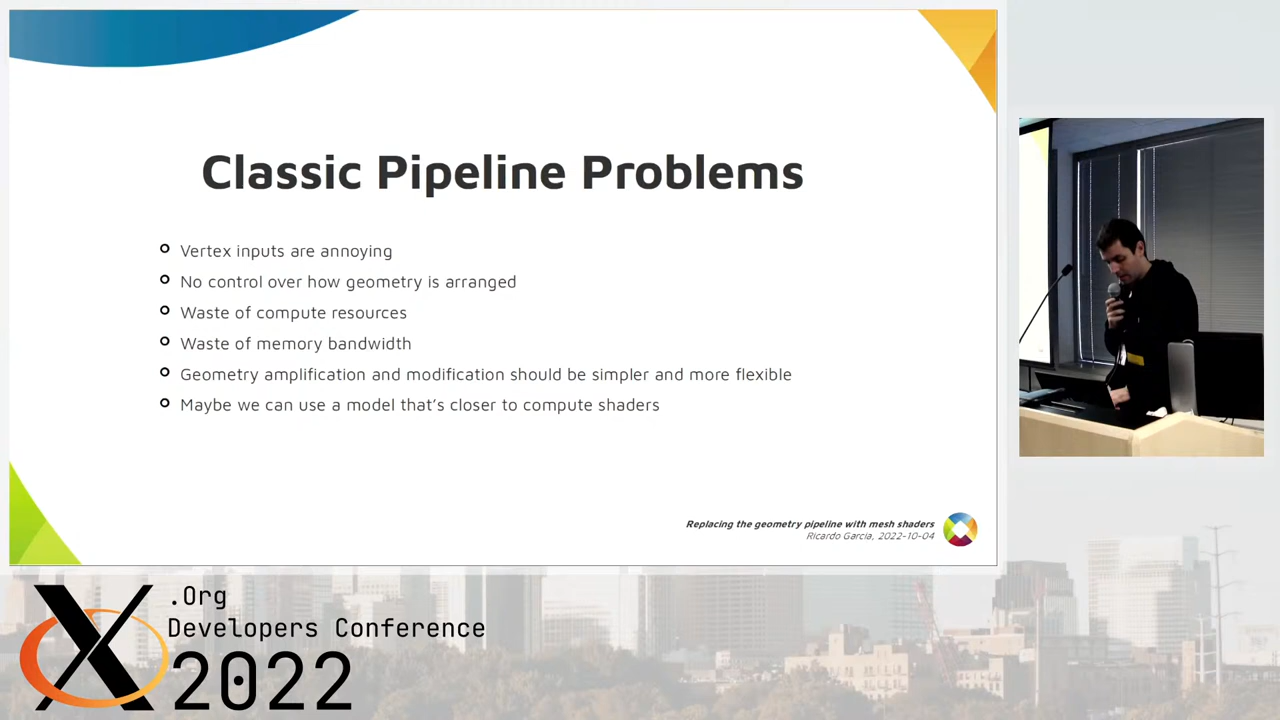 Classic Pipeline Problems
Vertex inputs are annoying
No control over how geometry is arranged
Waste of compute resources
Waste of memory bandwidth
Geometry amplification and modification should be simpler and more flexible
Maybe we can use a model that’s closer to compute shaders
Replacing the geometry pipeline with mesh shaders
Ricardo Garcia, 2022-10-04
X.Org
Developers Conference
2022